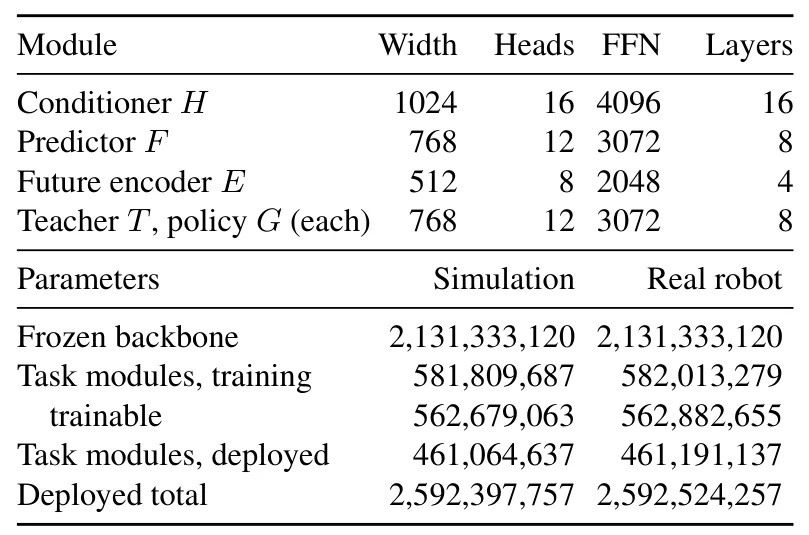 Module Width Heads FFN Layers
Conditioner H 1024 16 4096 16
Predictor F 768 12 3072 8
Future encoder E 512 8 2048 4
Teacher T, policy G (each) 768 12 3072 8
Parameters Simulation Real robot
Frozen backbone 2,131,333,120 2,131,333,120
Task modules, training 581,809,687 582,013,279
trainable 562,679,063 562,882,655
Task modules, deployed 461,064,637 461,191,137
Deployed total 2,592,397,757 2,592,524,257